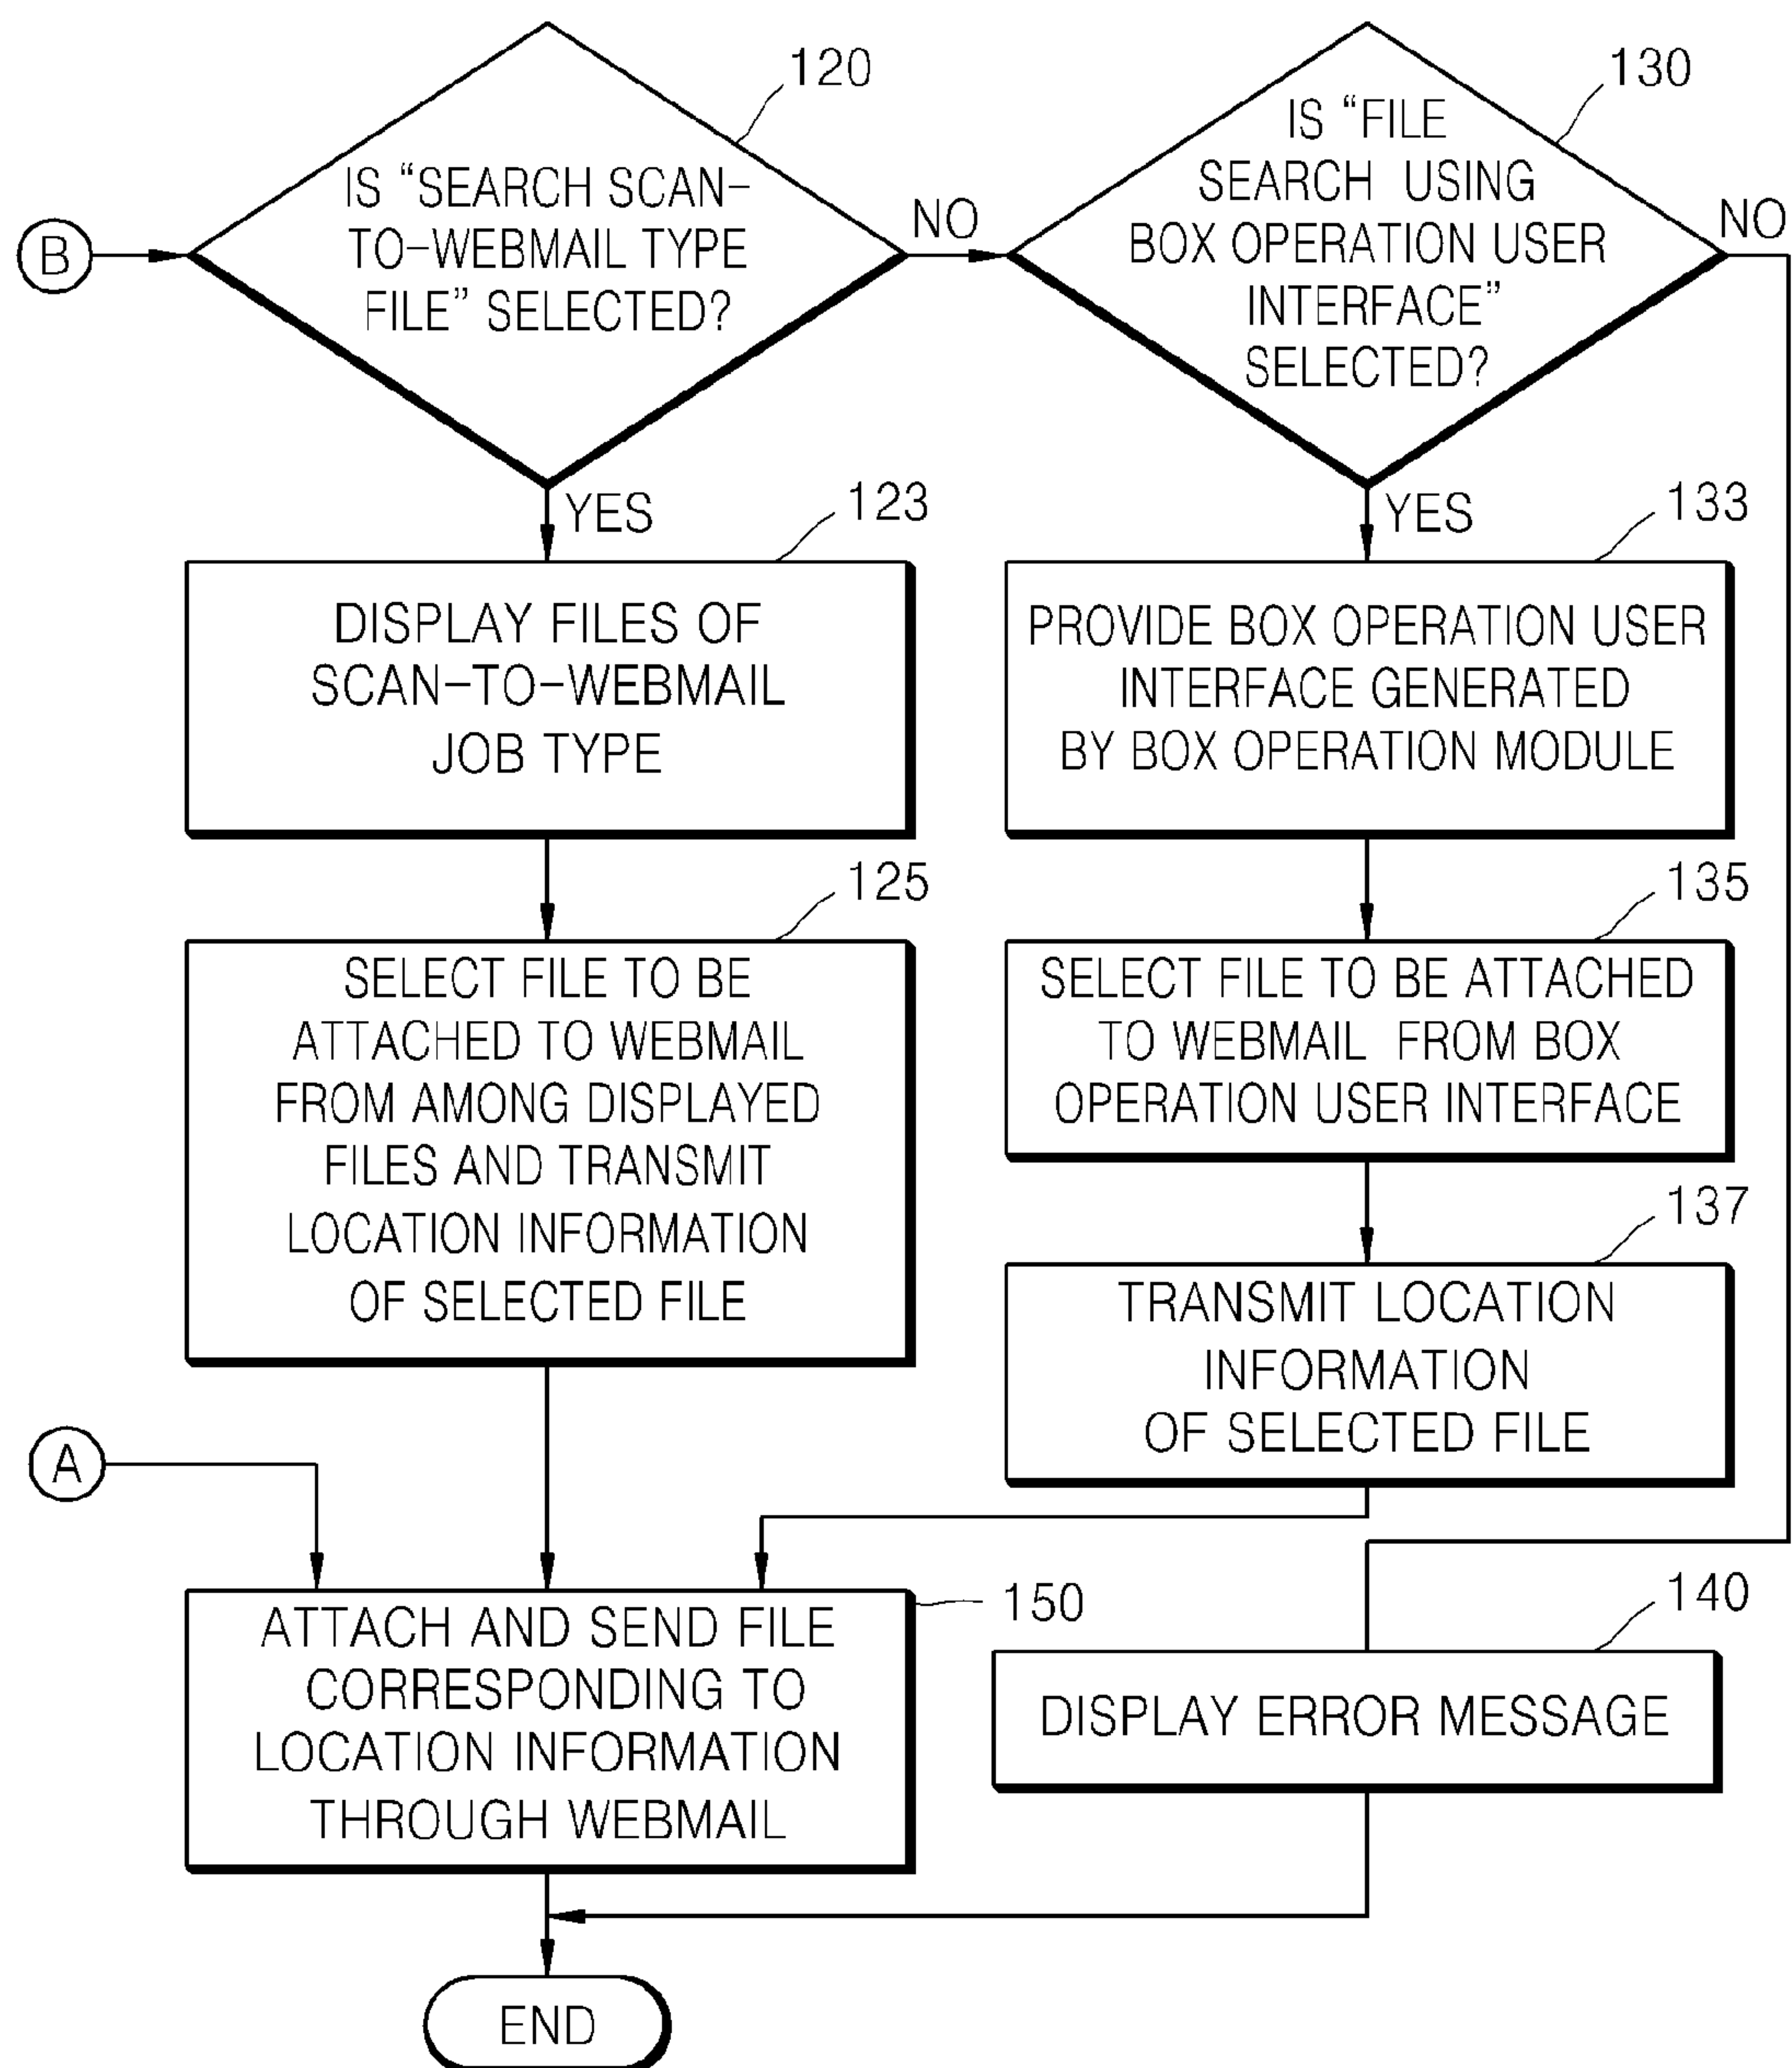 120
IS “SEARCH SCAN-
TO-WEBMAIL TYPE
FILE” SELECTED?
B
NO
YES
130
IS “FILE
SEARCH USING
BOX OPERATION USER
INTERFACE”
SELECTED?
NO
YES
123
DISPLAY FILES OF
SCAN-TO-WEBMAIL
JOB TYPE
133
PROVIDE BOX OPERATION USER
INTERFACE GENERATED
BY BOX OPERATION MODULE
125
SELECT FILE TO BE
ATTACHED TO WEBMAIL
FROM AMONG DISPLAYED
FILES AND TRANSMIT
LOCATION INFORMATION
OF SELECTED FILE
135
SELECT FILE TO BE ATTACHED
TO WEBMAIL FROM BOX
OPERATION USER INTERFACE
137
TRANSMIT LOCATION
INFORMATION
OF SELECTED FILE
A
150
ATTACH AND SEND FILE
CORRESPONDING TO
LOCATION INFORMATION
THROUGH WEBMAIL
140
DISPLAY ERROR MESSAGE
END